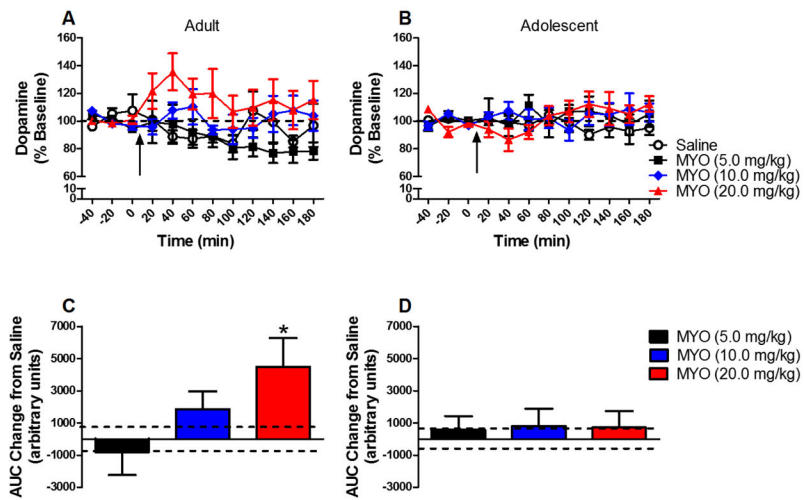 A
Adult
Dopamine
(% Baseline)
160
140
120
100
80
60
10
0
-40
-20
0
20
40
60
80
100
120
140
160
180
Time (min)
B
Adolescent
Dopamine
(% Baseline)
160
140
120
100
80
60
10
0
-40
-20
0
20
40
60
80
100
120
140
160
180
Time (min)
Saline
MYO (5.0 mg/kg)
MYO (10.0 mg/kg)
MYO (20.0 mg/kg)
C
AUC Change from Saline
(arbitrary units)
7000
5000
3000
1000
-1000
-3000
*
D
AUC Change from Saline
(arbitrary units)
7000
5000
3000
1000
-1000
-3000
MYO (5.0 mg/kg)
MYO (10.0 mg/kg)
MYO (20.0 mg/kg)